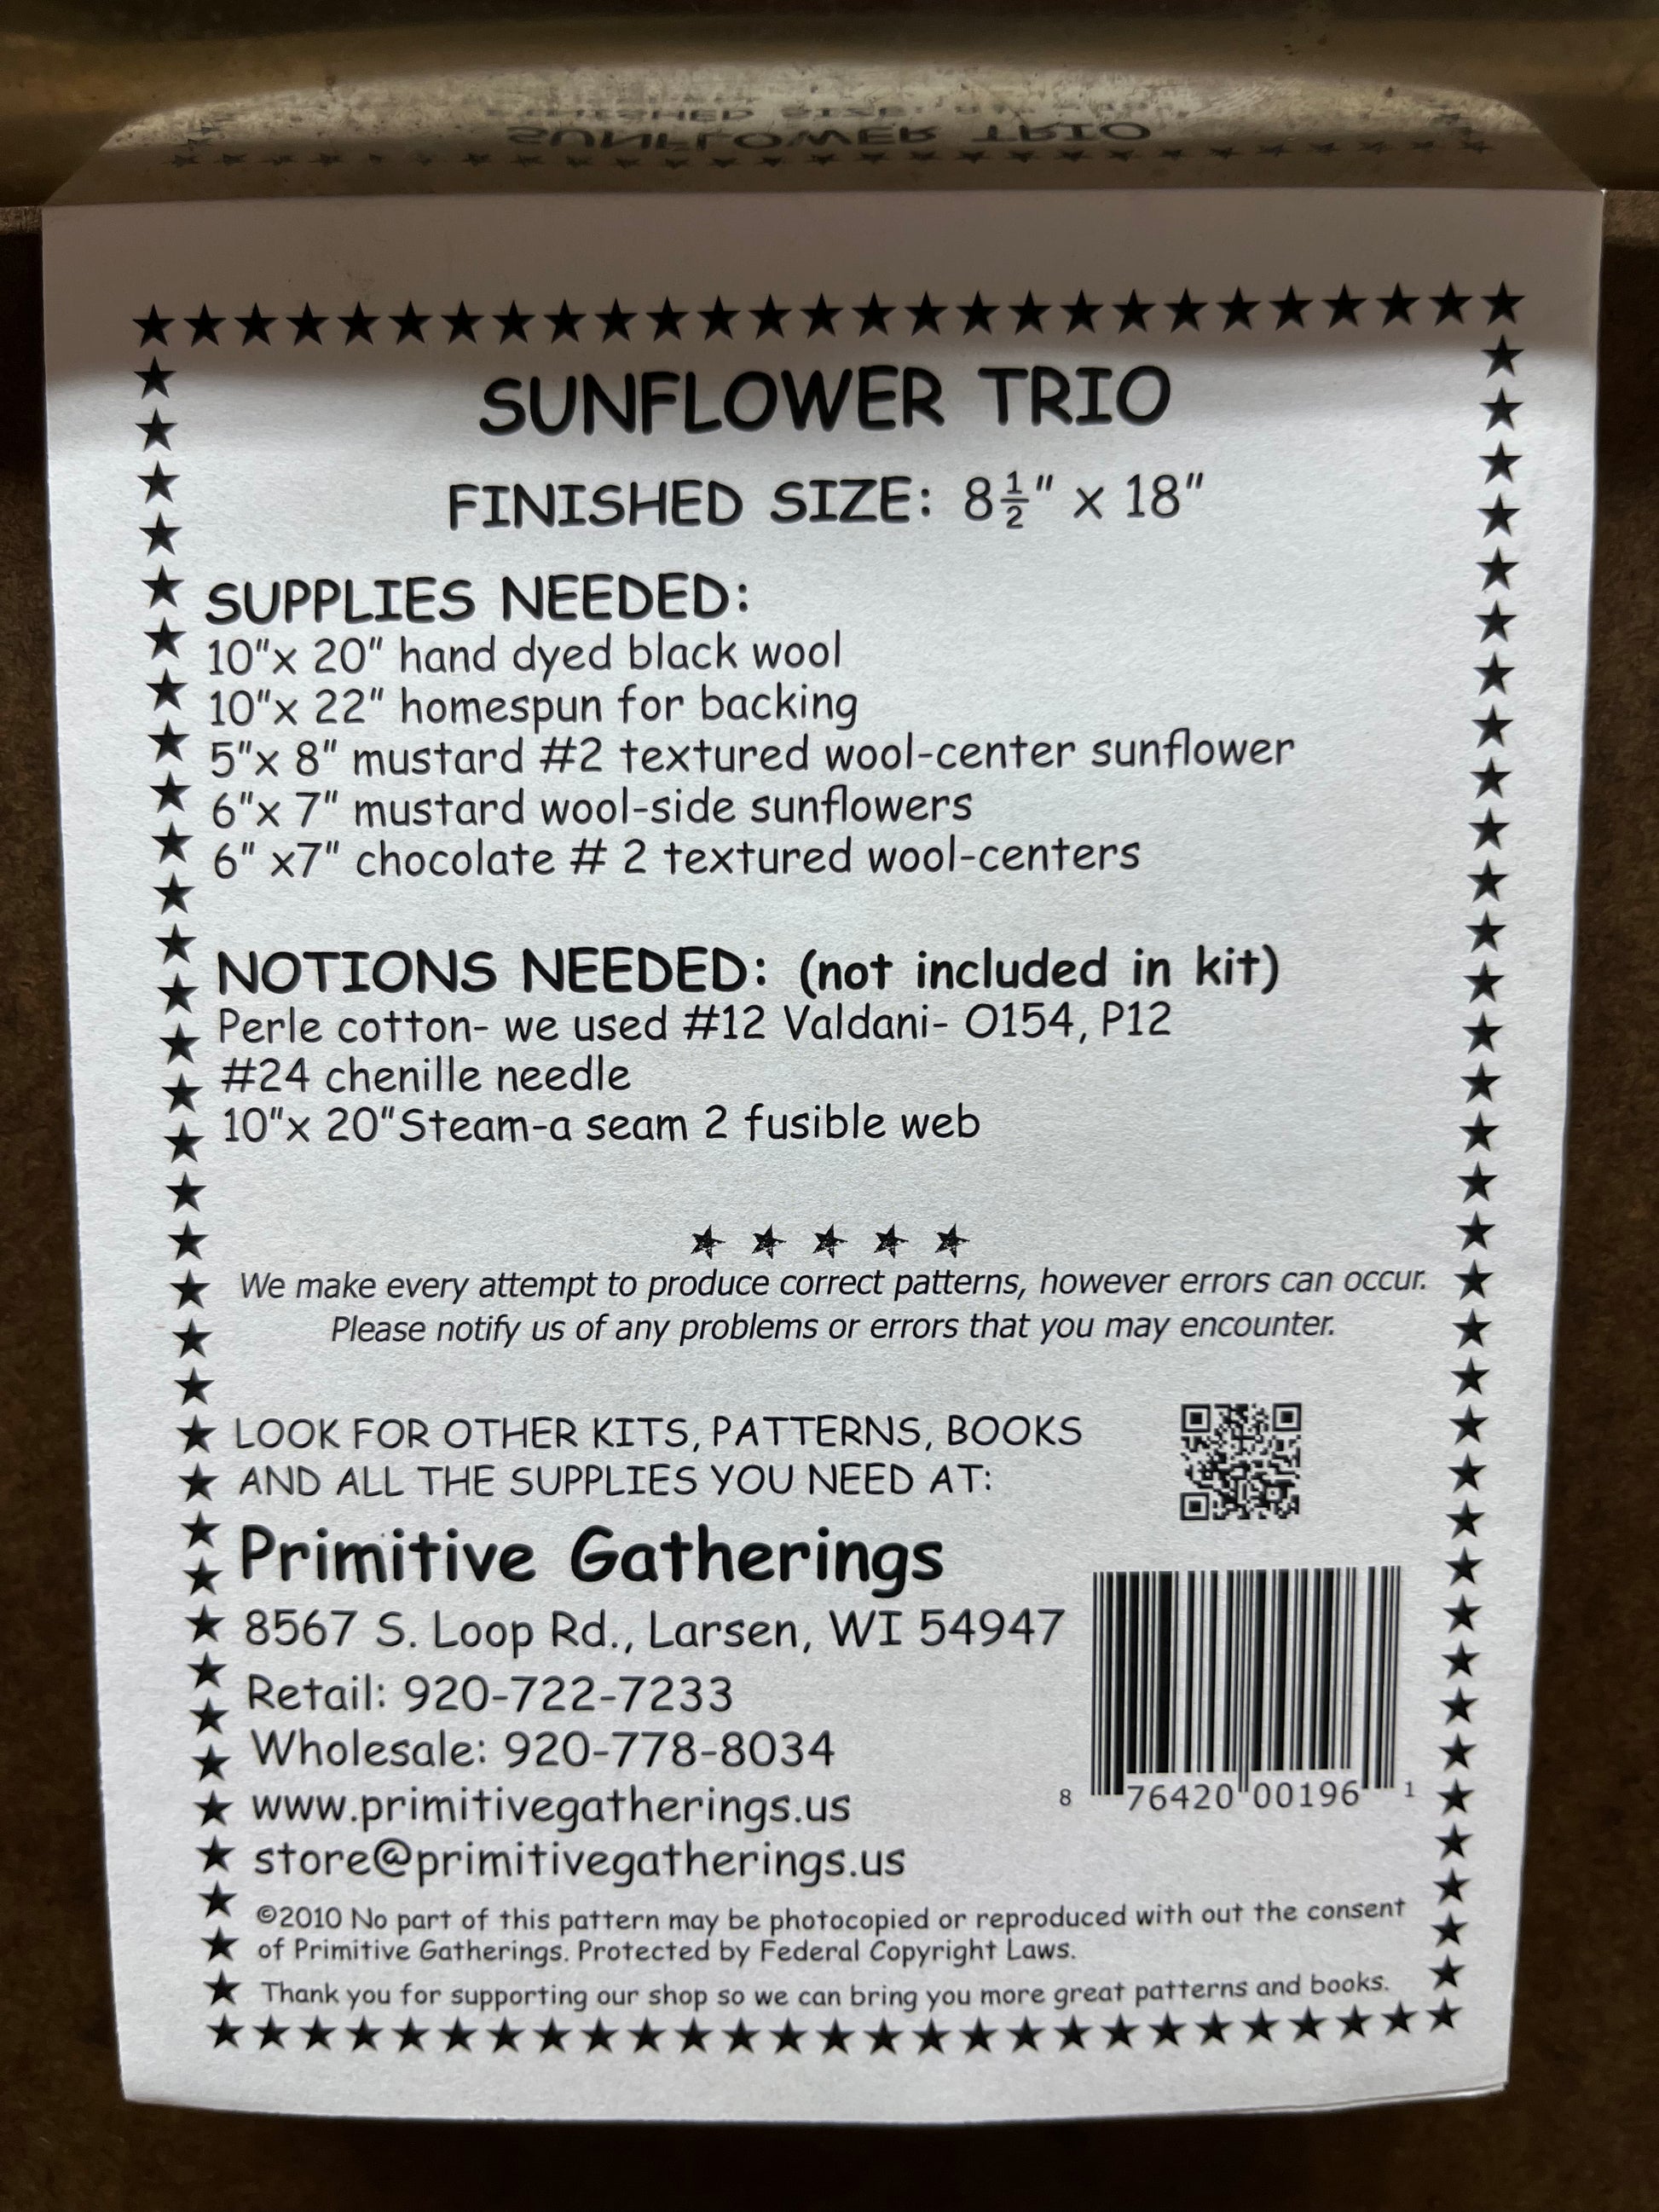 SUNFLOWER TRIO
FINISHED SIZE: 8½" x 18"
SUPPLIES NEEDED:
10"x 20" hand dyed black wool
10"x 22" homespun for backing
5"x 8" mustard #2 textured wool-center sunflower
6"x 7" mustard wool-side sunflowers
6" x7" chocolate # 2 textured wool-centers
NOTIONS NEEDED: (not included in kit)
Perle cotton- we used #12 Valdani- O154, P12
#24 chenille needle
10"x 20"Steam-a seam 2 fusible web
We make every attempt to produce correct patterns, however errors can occur.
Please notify us of any problems or errors that you may encounter.
LOOK FOR OTHER KITS, PATTERNS, BOOKS
AND ALL THE SUPPLIES YOU NEED AT:
Primitive Gatherings
8567 S. Loop Rd., Larsen, WI 54947
Retail: 920-722-7233
Wholesale: 920-778-8034
www.primitivegatherings.us
store@primitivegatherings.us
8 76420 00196 1
©2010 No part of this pattern may be photocopied or reproduced with out the consent
of Primitive Gatherings. Protected by Federal Copyright Laws.
Thank you for supporting our shop so we can bring you more great patterns and books.